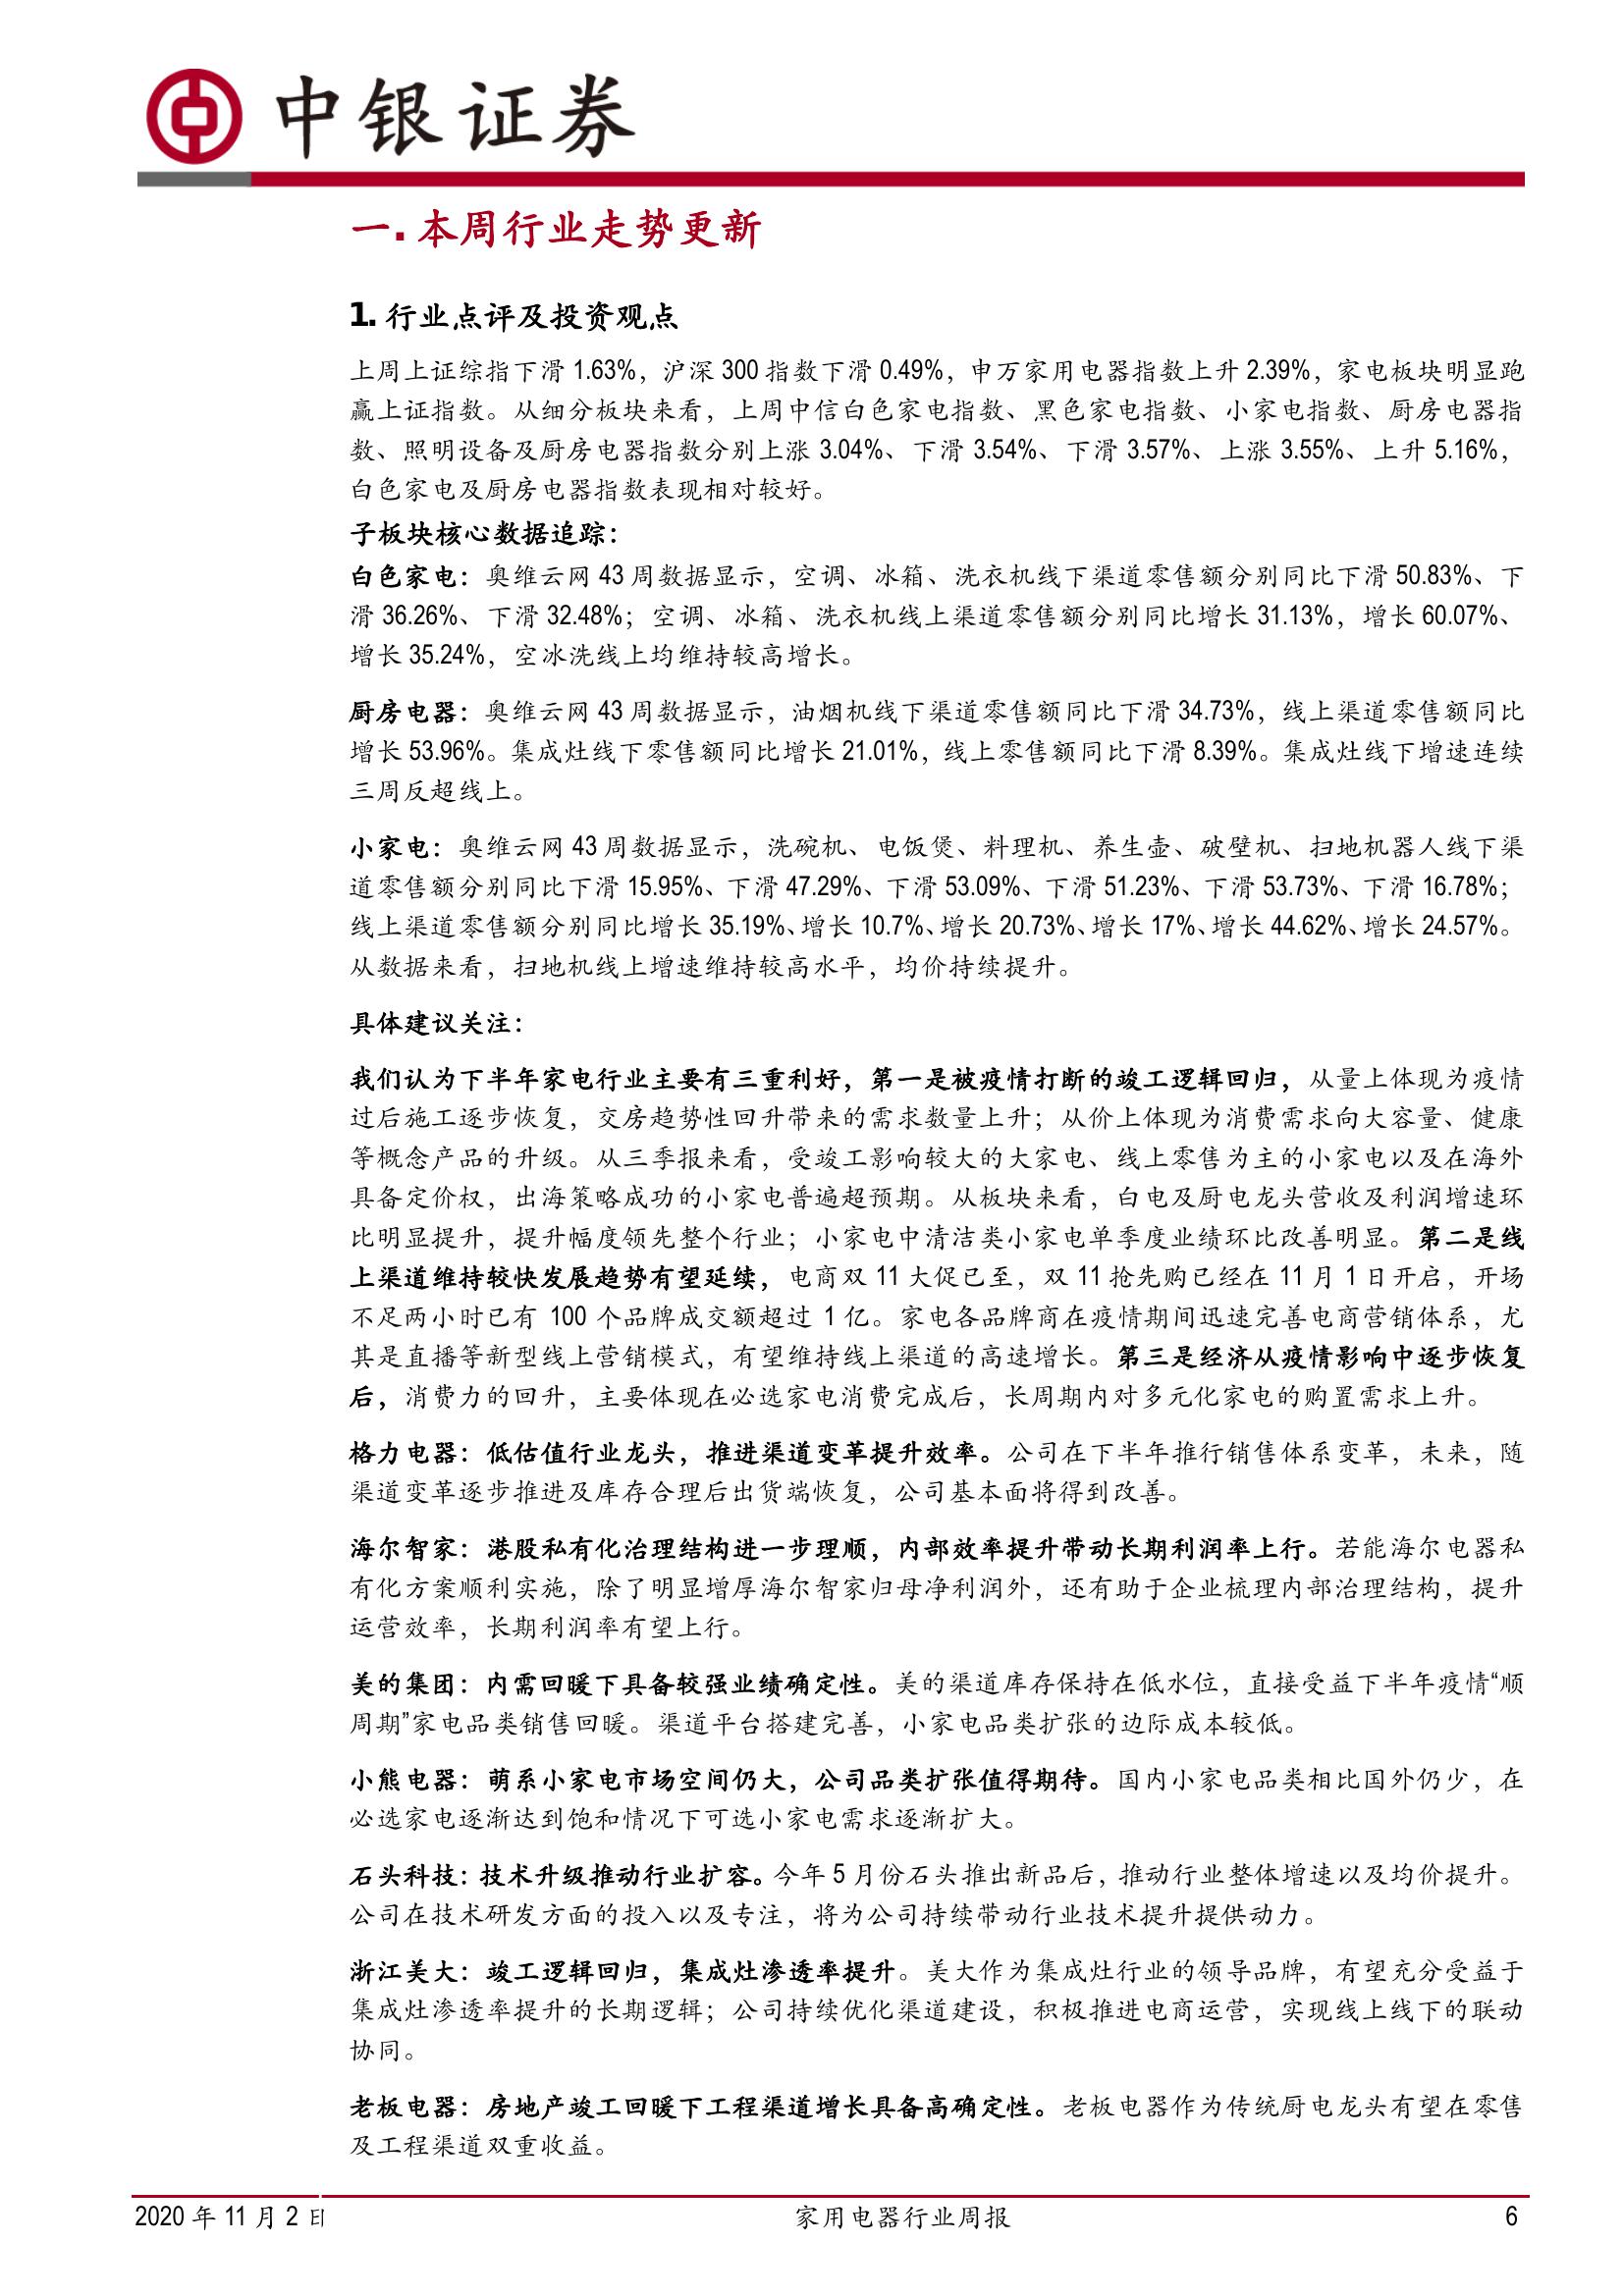 中银证券
一. 本周行业走势更新
1. 行业点评及投资观点
上周上证综指下滑 1.63%，沪深 300 指数下滑 0.49%，申万家用电器指数上升 2.39%，家电板块明显跑
赢上证指数。从细分板块来看，上周中信白色家电指数、黑色家电指数、小家电指数、厨房电器指
数、照明设备及厨房电器指数分别上涨 3.04%、下滑 3.54%、下滑 3.57%、上涨 3.55%、上升 5.16%，
白色家电及厨房电器指数表现相对较好。
子板块核心数据追踪：
白色家电：奥维云网 43 周数据显示，空调、冰箱、洗衣机线下渠道零售额分别同比下滑 50.83%、下
滑 36.26%、下滑 32.48%；空调、冰箱、洗衣机线上渠道零售额分别同比增长 31.13%，增长 60.07%、
增长 35.24%，空冰洗线上均维持较高增长。
厨房电器：奥维云网 43 周数据显示，油烟机线下渠道零售额同比下滑 34.73%，线上渠道零售额同比
增长 53.96%。集成灶线下零售额同比增长 21.01%，线上零售额同比下滑 8.39%。集成灶线下增速连续
三周反超线上。
小家电：奥维云网 43 周数据显示，洗碗机、电饭煲、料理机、养生壶、破壁机、扫地机器人线下渠
道零售额分别同比下滑 15.95%、下滑 47.29%、下滑 53.09%、下滑 51.23%、下滑 53.73%、下滑 16.78%；
线上渠道零售额分别同比增长 35.19%、增长 10.7%、增长 20.73%、增长 17%、增长 44.62%、增长 24.57%。
从数据来看，扫地机线上增速维持较高水平，均价持续提升。
具体建议关注：
我们认为下半年家电行业主要有三重利好，第一是被疫情打断的竣工逻辑回归，从量上体现为疫情
过后施工逐步恢复，交房趋势性回升带来的需求数量上升；从价上体现为消费需求向大容量、健康
等概念产品的升级。从三季报来看，受竣工影响较大的大家电、线上零售为主的小家电以及在海外
具备定价权，出海策略成功的小家电普遍超预期。从板块来看，白电及厨电龙头营收及利润增速环
比明显提升，提升幅度领先整个行业；小家电中清洁类小家电单季度业绩环比改善明显。第二是线
上渠道维持较快发展趋势有望延续，电商双 11 大促已至，双 11 抢先购已经在 11 月 1 日开启，开场
不足两小时已有 100 个品牌成交额超过 1 亿。家电各品牌商在疫情期间迅速完善电商营销体系，尤
其是直播等新型线上营销模式，有望维持线上渠道的高速增长。第三是经济从疫情影响中逐步恢复
后，消费力的回升，主要体现在必选家电消费完成后，长周期内对多元化家电的购置需求上升。
格力电器：低估值行业龙头，推进渠道变革提升效率。公司在下半年推行销售体系变革，未来，随
渠道变革逐步推进及库存合理后出货端恢复，公司基本面将得到改善。
海尔智家：港股私有化治理结构进一步理顺，内部效率提升带动长期利润率上行。若能海尔电器私
有化方案顺利实施，除了明显增厚海尔智家归母净利润外，还有助于企业梳理内部治理结构，提升
运营效率，长期利润率有望上行。
美的集团：内需回暖下具备较强业绩确定性。美的渠道库存保持在低水位，直接受益下半年疫情“顺
周期”家电品类销售回暖。渠道平台搭建完善，小家电品类扩张的边际成本较低。
小熊电器：萌系小家电市场空间仍大，公司品类扩张值得期待。国内小家电品类相比国外仍少，在
必选家电逐渐达到饱和情况下可选小家电需求逐渐扩大。
石头科技：技术升级推动行业扩容。今年 5 月份石头推出新品后，推动行业整体增速以及均价提升。
公司在技术研发方面的投入以及专注，将为公司持续带动行业技术提升提供动力。
浙江美大：竣工逻辑回归，集成灶渗透率提升。美大作为集成灶行业的领导品牌，有望充分受益于
集成灶渗透率提升的长期逻辑；公司持续优化渠道建设，积极推进电商运营，实现线上线下的联动
协同。
老板电器：房地产竣工回暖下工程渠道增长具备高确定性。老板电器作为传统厨电龙头有望在零售
及工程渠道双重收益。
2020 年 11 月 2 日 家用电器行业周报 6